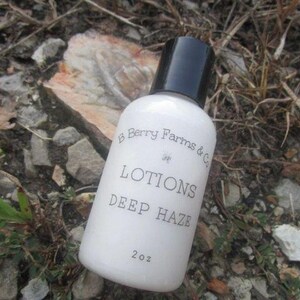 B Berry Farms & Co
LOTIONS
DEEP HAZE
2oz